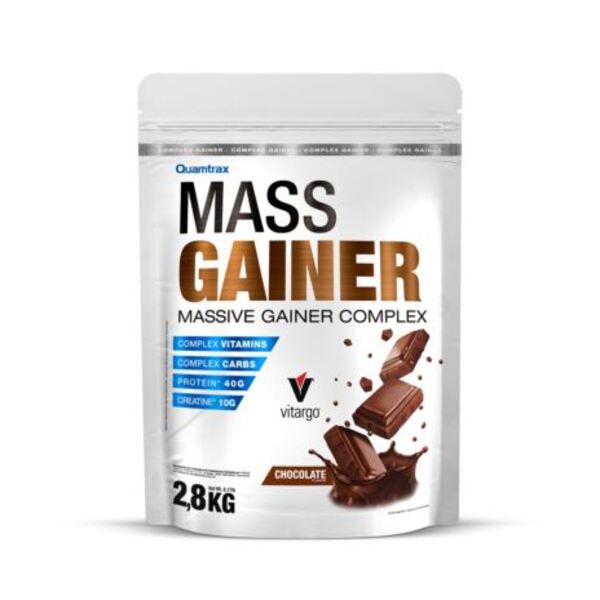 COMPLEX GAINER - COMPLEX GAINER - COMPLEX GAINER - COMPLEX GAINER
Quamtrax
MASS
GAINER
MASSIVE GAINER COMPLEX
COMPLEX VITAMINS
COMPLEX CARBS
PROTEIN* 40G
CREATINE* 10G
vitargo
CHOCOLATE
2,8KG